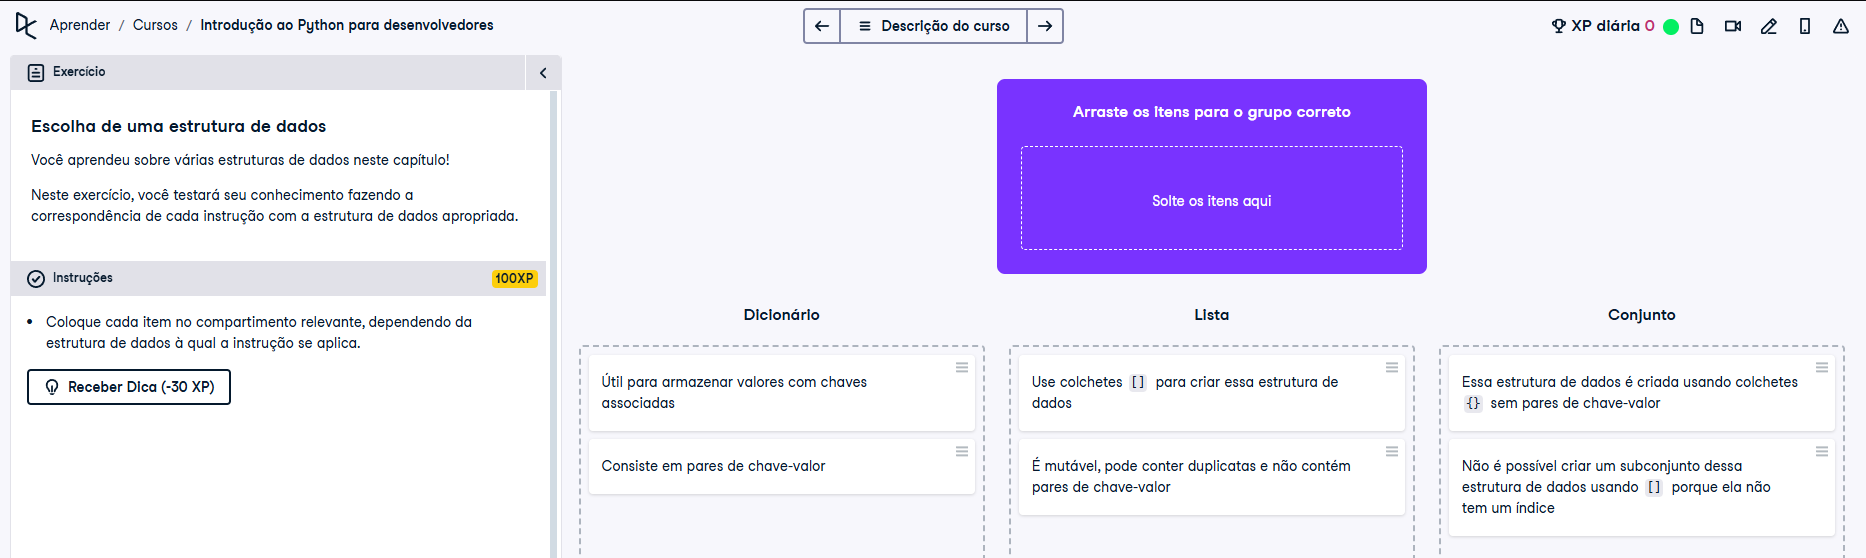 Aprender / Cursos / Introdução ao Python para desenvolvedores
Descrição do curso
XP diária 0
Exercício
Escolha de uma estrutura de dados
Você aprendeu sobre várias estruturas de dados neste capítulo!
Neste exercício, você testará seu conhecimento fazendo a
correspondência de cada instrução com a estrutura de dados apropriada.
Instruções
100XP
• Coloque cada item no compartimento relevante, dependendo da
estrutura de dados à qual a instrução se aplica.
Receber Dica (-30 XP)
Arraste os itens para o grupo correto
Solte os itens aqui
Dicionário
Útil para armazenar valores com chaves
associadas
Consiste em pares de chave-valor
Lista
Use colchetes [] para criar essa estrutura de
dados
É mutável, pode conter duplicatas e não contém
pares de chave-valor
Conjunto
Essa estrutura de dados é criada usando colchetes
{} sem pares de chave-valor
Não é possível criar um subconjunto dessa
estrutura de dados usando [] porque ela não
tem um índice